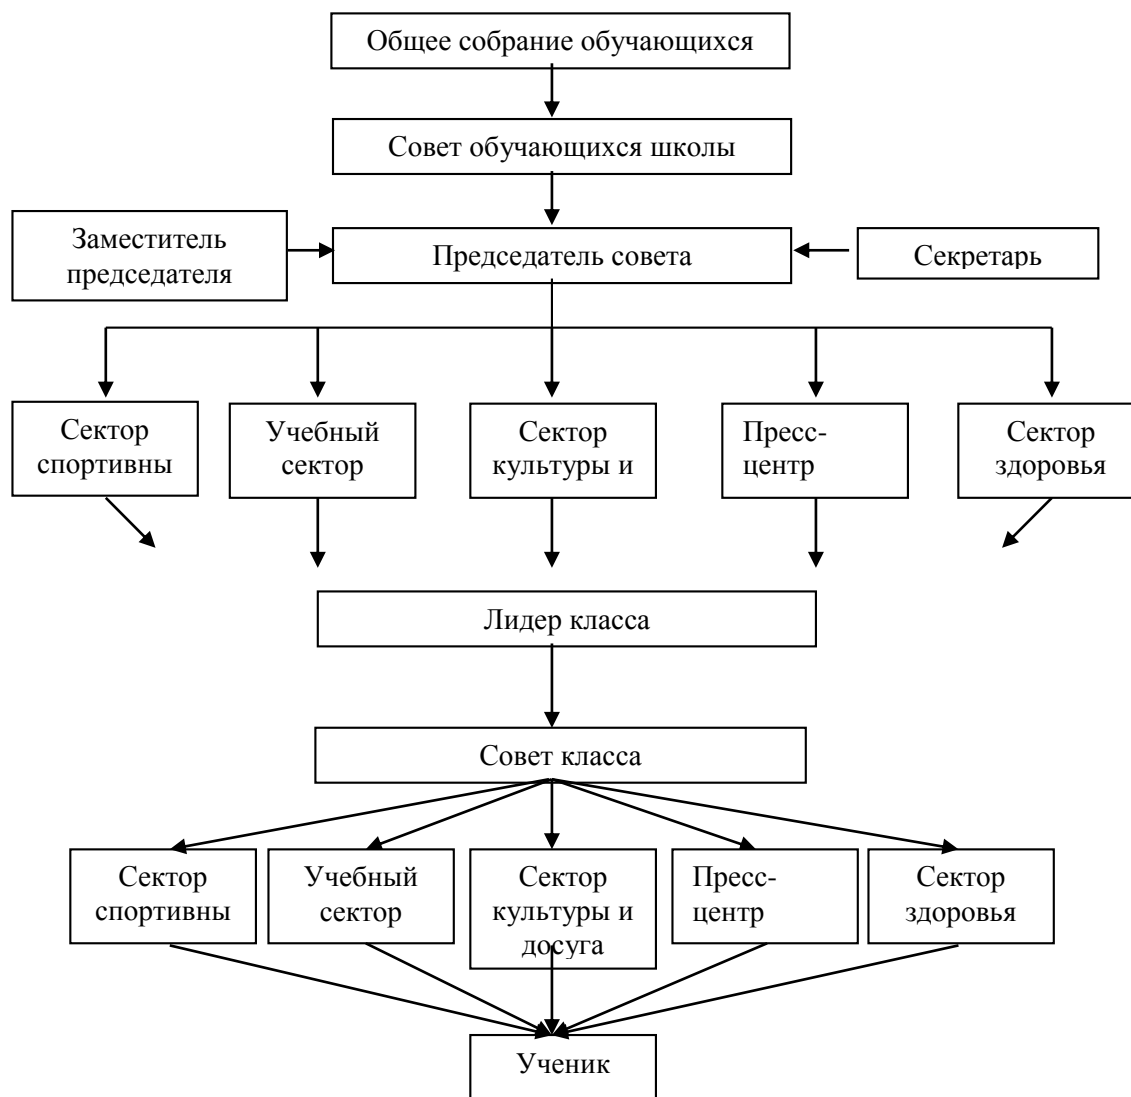 Общее собрание обучающихся
Совет обучающихся школы
Заместитель
председателя
Председатель совета
Секретарь
Сектор
спортивны
Учебный
сектор
Сектор
культуры и
Пресс-
центр
Сектор
здоровья
Лидер класса
Совет класса
Сектор
спортивны
Учебный
сектор
Сектор
культуры и
досуга
Пресс-
центр
Сектор
здоровья
Ученик